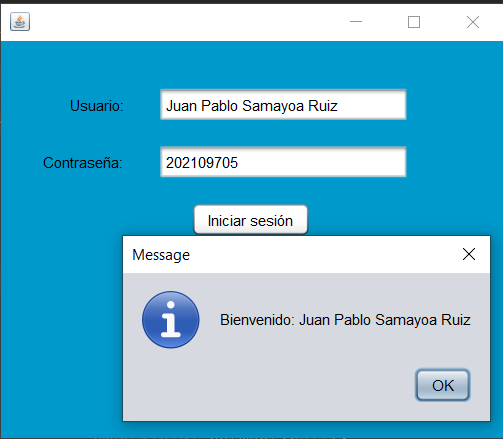 Usuario: Juan Pablo Samayoa Ruiz
Contraseña: 202109705
Iniciar sesión
Message
Bienvenido: Juan Pablo Samayoa Ruiz
OK